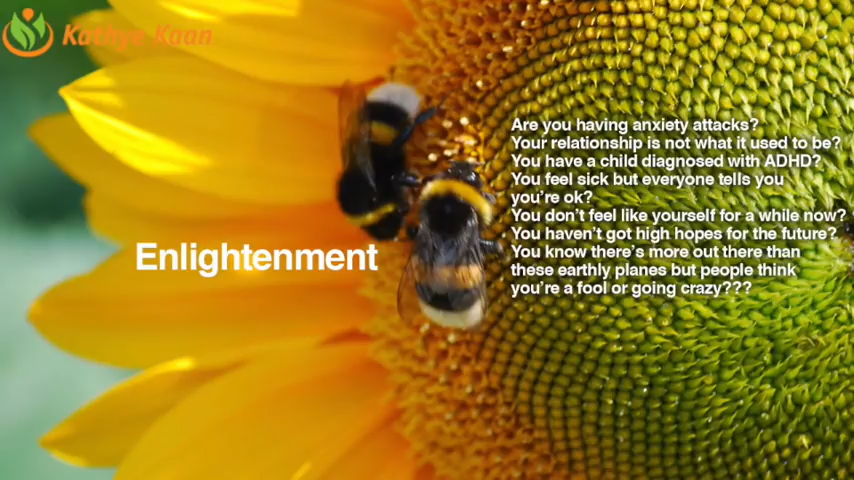 Kathye Kaan
Enlightenment
Are you having anxiety attacks?
Your relationship is not what it used to be?
You have a child diagnosed with ADHD?
You feel sick but everyone tells you
you're ok?
You don't feel like yourself for a while now?
You haven't got high hopes for the future?
You know there's more out there than
these earthly planes but people think
you're a fool or going crazy???